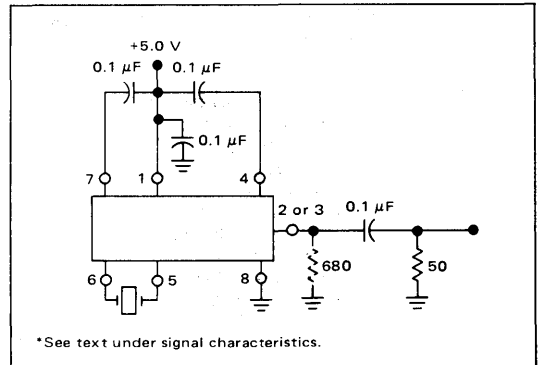 +5.0 V
0.1 µF 0.1 µF
0.1 µF
7 1 4
2 or 3 0.1 µF
680 50
6 5 8
*See text under signal characteristics.